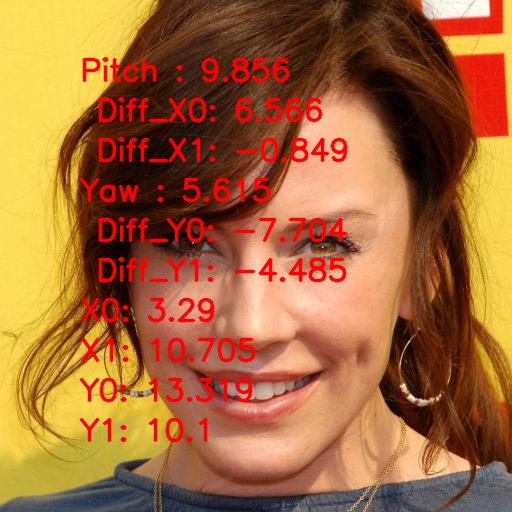 Pitch : 9.856
Diff_X0: 6.566
Diff_X1: -0.849
Yaw : 5.615
Diff_Y0: -7.704
Diff_Y1: -4.485
X0: 3.29
X1: 10.705
Y0: 13.319
Y1: 10.1